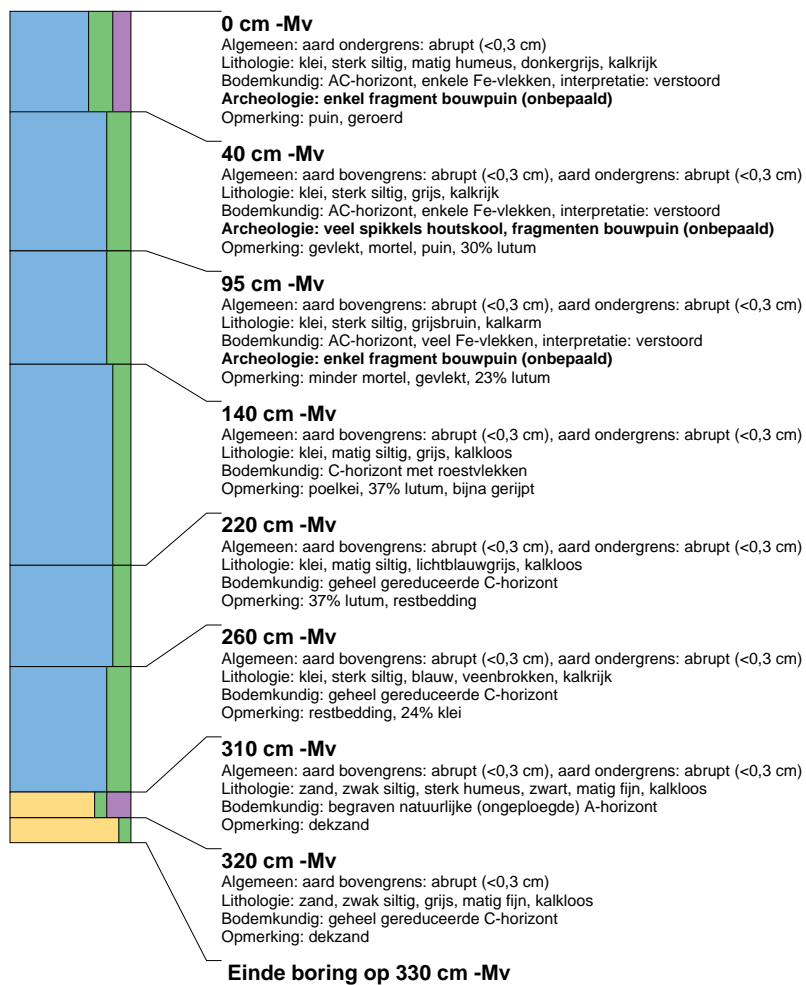 0 cm -Mv
Algemeen: aard ondergrens: abrupt (<0,3 cm)
Lithologie: klei, sterk siltig, matig humeus, donkergrijs, kalkrijk
Bodemkundig: AC-horizont, enkele Fe-vlekken, interpretatie: verstoord
Archeologie: enkel fragment bouwpuin (onbepaald)
Opmerking: puin, geroerd
40 cm -Mv
Algemeen: aard bovengrens: abrupt (<0,3 cm), aard ondergrens: abrupt (<0,3 cm)
Lithologie: klei, sterk siltig, grijs, kalkrijk
Bodemkundig: AC-horizont, enkele Fe-vlekken, interpretatie: verstoord
Archeologie: veel spikkels houtskool, fragmenten bouwpuin (onbepaald)
Opmerking: gevlekt, mortel, puin, 30% lutum
95 cm -Mv
Algemeen: aard bovengrens: abrupt (<0,3 cm), aard ondergrens: abrupt (<0,3 cm)
Lithologie: klei, sterk siltig, grijsbruin, kalkarm
Bodemkundig: AC-horizont, veel Fe-vlekken, interpretatie: verstoord
Archeologie: enkel fragment bouwpuin (onbepaald)
Opmerking: minder mortel, gevlekt, 23% lutum
140 cm -Mv
Algemeen: aard bovengrens: abrupt (<0,3 cm), aard ondergrens: abrupt (<0,3 cm)
Lithologie: klei, matig siltig, grijs, kalkloos
Bodemkundig: C-horizont met roestvlekken
Opmerking: poelkei, 37% lutum, bijna gerijpt
220 cm -Mv
Algemeen: aard bovengrens: abrupt (<0,3 cm), aard ondergrens: abrupt (<0,3 cm)
Lithologie: klei, matig siltig, lichtblauwgrijs, kalkloos
Bodemkundig: geheel gereduceerde C-horizont
Opmerking: 37% lutum, restbedding
260 cm -Mv
Algemeen: aard bovengrens: abrupt (<0,3 cm), aard ondergrens: abrupt (<0,3 cm)
Lithologie: klei, sterk siltig, blauw, veenbrokken, kalkrijk
Bodemkundig: geheel gereduceerde C-horizont
Opmerking: restbedding, 24% klei
310 cm -Mv
Algemeen: aard bovengrens: abrupt (<0,3 cm), aard ondergrens: abrupt (<0,3 cm)
Lithologie: zand, zwak siltig, sterk humeus, zwart, matig fijn, kalkloos
Bodemkundig: begraven natuurlijke (ongeploegde) A-horizont
Opmerking: dekzand
320 cm -Mv
Algemeen: aard bovengrens: abrupt (<0,3 cm)
Lithologie: zand, zwak siltig, grijs, matig fijn, kalkloos
Bodemkundig: geheel gereduceerde C-horizont
Opmerking: dekzand
Einde boring op 330 cm -Mv